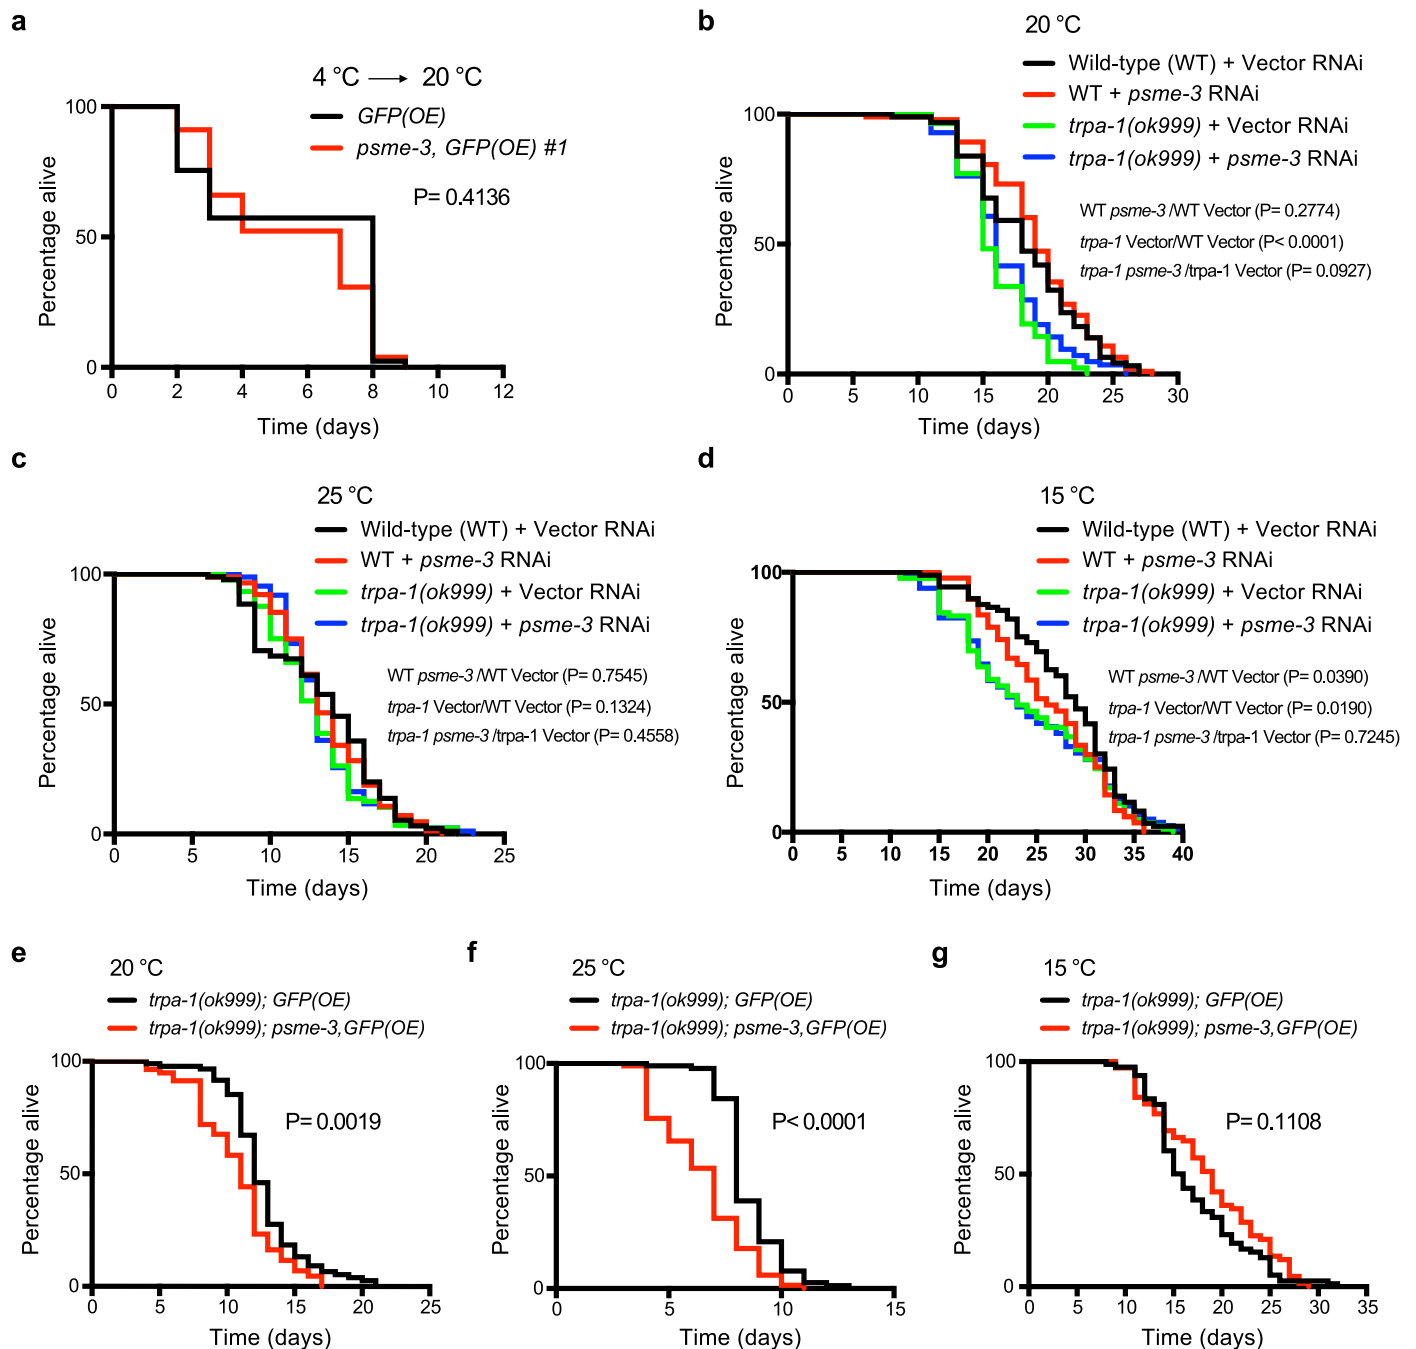 a
4 °C → 20 °C
GFP(OE)
psme-3, GFP(OE) #1
P= 0.4136
Percentage alive
100
50
0
0 2 4 6 8 10 12
Time (days)
b
20 °C
Wild-type (WT) + Vector RNAi
WT + psme-3 RNAi
trpa-1(ok999) + Vector RNAi
trpa-1(ok999) + psme-3 RNAi
WT psme-3 /WT Vector (P= 0.2774)
trpa-1 Vector/WT Vector (P< 0.0001)
trpa-1 psme-3 /trpa-1 Vector (P= 0.0927)
Percentage alive
100
50
0
0 5 10 15 20 25 30
Time (days)
c
25 °C
Wild-type (WT) + Vector RNAi
WT + psme-3 RNAi
trpa-1(ok999) + Vector RNAi
trpa-1(ok999) + psme-3 RNAi
WT psme-3 /WT Vector (P= 0.7545)
trpa-1 Vector/WT Vector (P= 0.1324)
trpa-1 psme-3 /trpa-1 Vector (P= 0.4558)
Percentage alive
100
50
0
0 5 10 15 20 25
Time (days)
d
15 °C
Wild-type (WT) + Vector RNAi
WT + psme-3 RNAi
trpa-1(ok999) + Vector RNAi
trpa-1(ok999) + psme-3 RNAi
WT psme-3 /WT Vector (P= 0.0390)
trpa-1 Vector/WT Vector (P= 0.0190)
trpa-1 psme-3 /trpa-1 Vector (P= 0.7245)
Percentage alive
100
50
0
0 5 10 15 20 25 30 35 40
Time (days)
e
20 °C
trpa-1(ok999); GFP(OE)
trpa-1(ok999); psme-3,GFP(OE)
P= 0.0019
Percentage alive
100
50
0
0 5 10 15 20 25
Time (days)
f
25 °C
trpa-1(ok999); GFP(OE)
trpa-1(ok999); psme-3,GFP(OE)
P< 0.0001
Percentage alive
100
50
0
0 5 10 15
Time (days)
g
15 °C
trpa-1(ok999); GFP(OE)
trpa-1(ok999); psme-3,GFP(OE)
P= 0.1108
Percentage alive
100
50
0
0 5 10 15 20 25 30 35
Time (days)